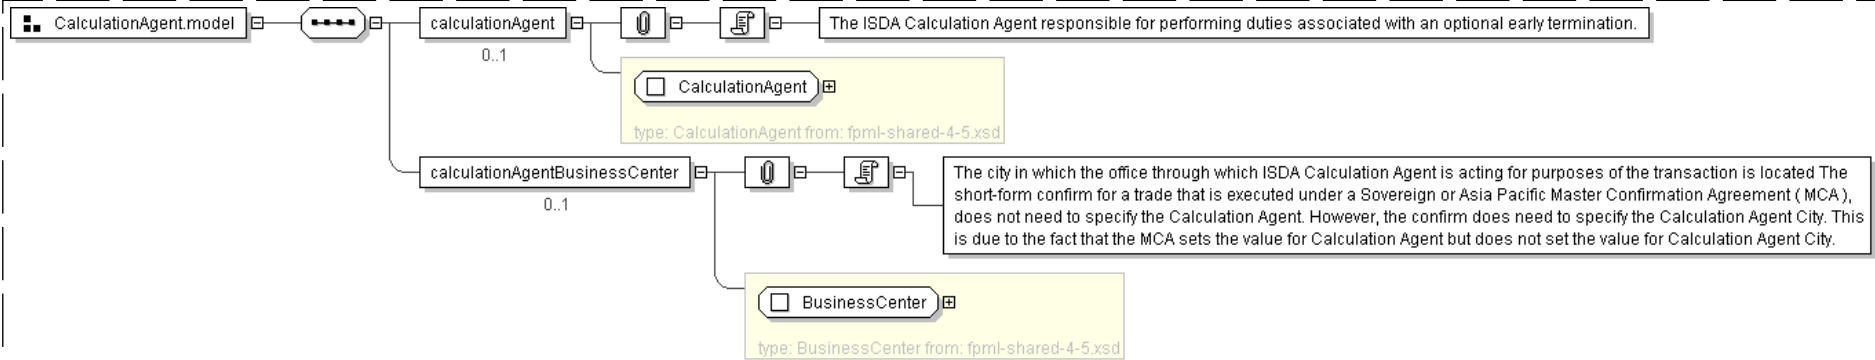 CalculationAgent.model
calculationAgent
The ISDA Calculation Agent responsible for performing duties associated with an optional early termination.
0..1
CalculationAgent
type: CalculationAgent from: fpml-shared-4-5.xsd
calculationAgentBusinessCenter
0..1
The city in which the office through which ISDA Calculation Agent is acting for purposes of the transaction is located The
short-form confirm for a trade that is executed under a Sovereign or Asia Pacific Master Confirmation Agreement ( MCA ),
does not need to specify the Calculation Agent. However, the confirm does need to specify the Calculation Agent City. This
is due to the fact that the MCA sets the value for Calculation Agent but does not set the value for Calculation Agent City.
BusinessCenter
type: BusinessCenter from: fpml-shared-4-5.xsd